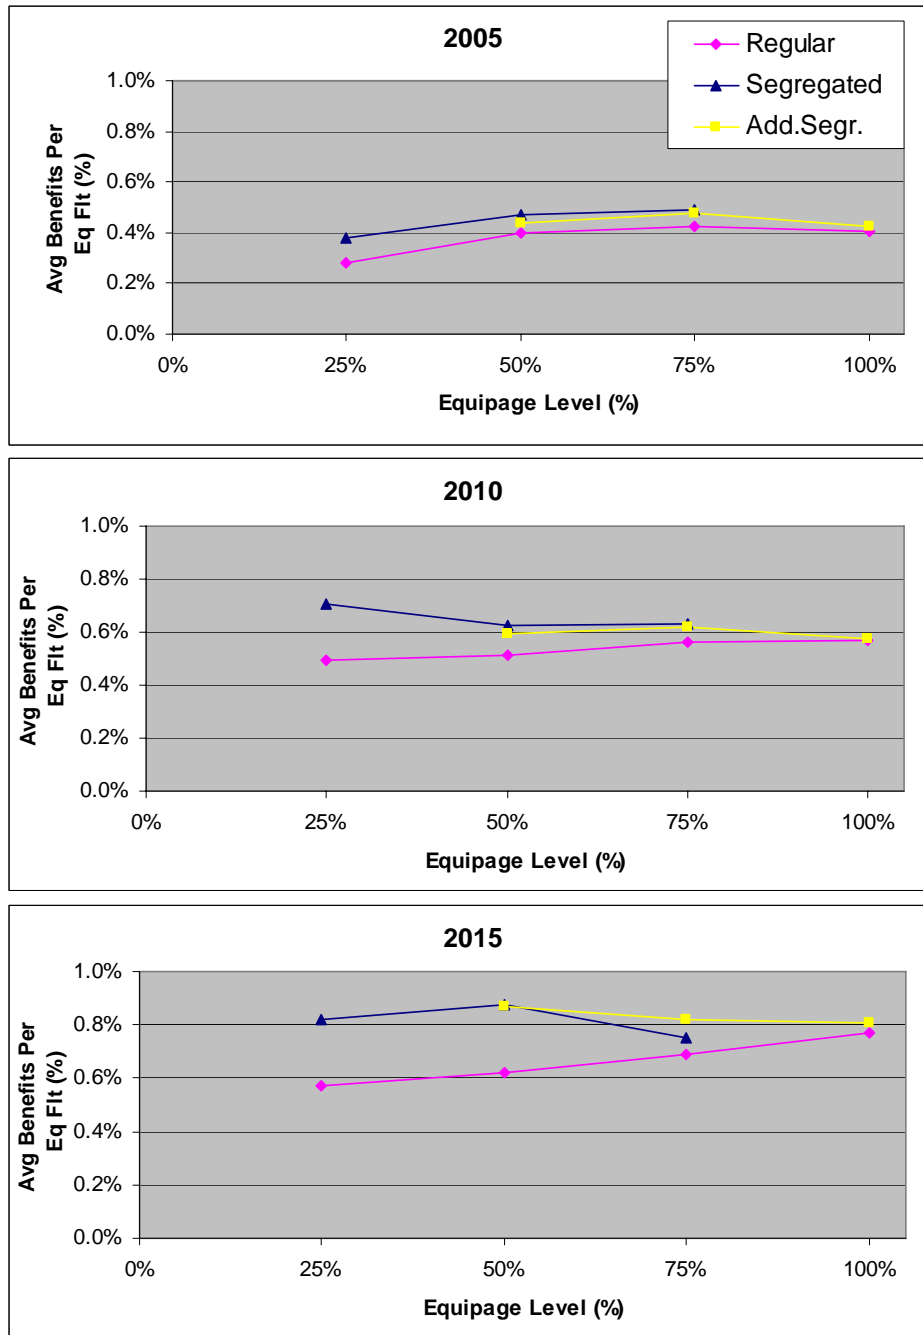 2005
Regular
Segregated
Add.Segr.
Avg Benefits Per
Eq Flt (%)
1.0%
0.8%
0.6%
0.4%
0.2%
0.0%
0% 25% 50% 75% 100%
Equipage Level (%)
2010
Avg Benefits Per
Eq Flt (%)
1.0%
0.8%
0.6%
0.4%
0.2%
0.0%
0% 25% 50% 75% 100%
Equipage Level (%)
2015
Avg Benefits Per
Eq Flt (%)
1.0%
0.8%
0.6%
0.4%
0.2%
0.0%
0% 25% 50% 75% 100%
Equipage Level (%)